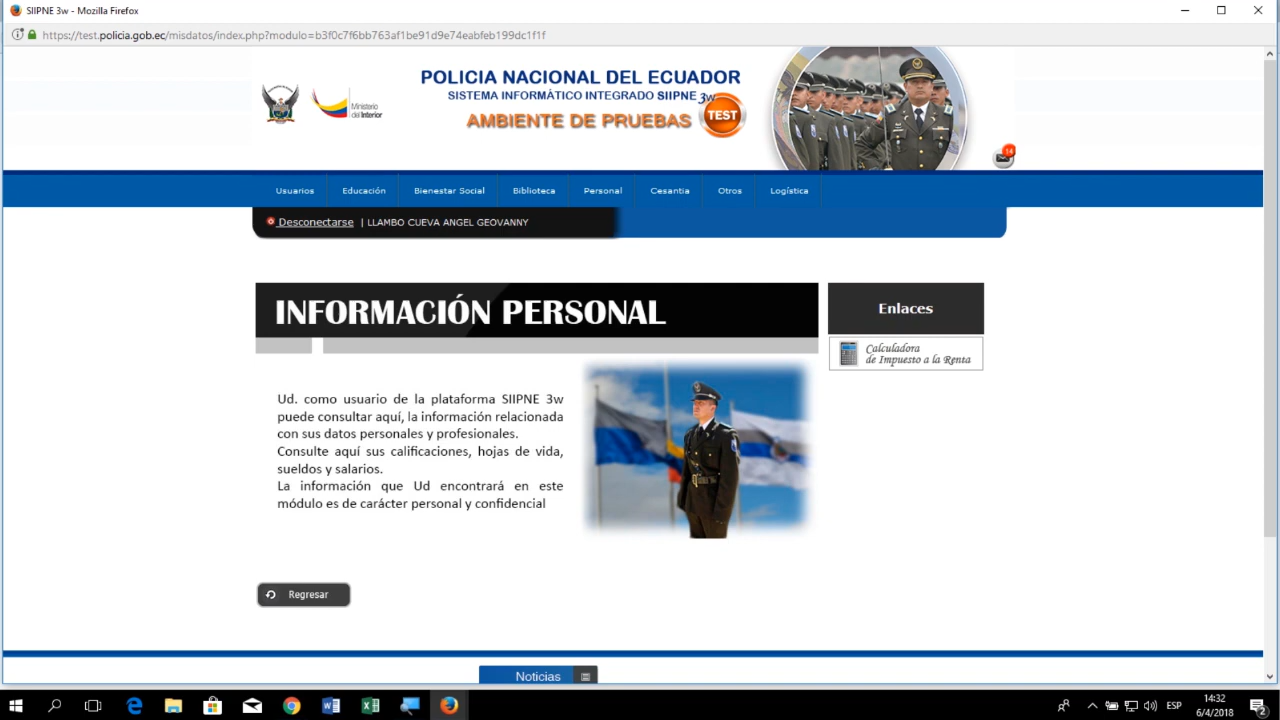 SIIPNE 3w - Mozilla Firefox
https://test.policia.gob.ec/misdatos/index.php?modulo=b3f0c7f6bb763af1be91d9e74eabfeb199dc1f1f
POLICIA NACIONAL DEL ECUADOR
SISTEMA INFORMÁTICO INTEGRADO SIIPNE 3w
AMBIENTE DE PRUEBAS TEST
Ministerio
del Interior
14
Usuarios Educación Bienestar Social Biblioteca Personal Cesantia Otros Logística
Desconectarse | LLAMBO CUEVA ANGEL GEOVANNY
INFORMACIÓN PERSONAL
Enlaces
Calculadora
de Impuesto a la Renta
Ud. como usuario de la plataforma SIIPNE 3w
puede consultar aquí, la información relacionada
con sus datos personales y profesionales.
Consulte aquí sus calificaciones, hojas de vida,
sueldos y salarios.
La información que Ud encontrará en este
módulo es de carácter personal y confidencial
Regresar
Noticias
ESP
14:32
6/4/2018
2